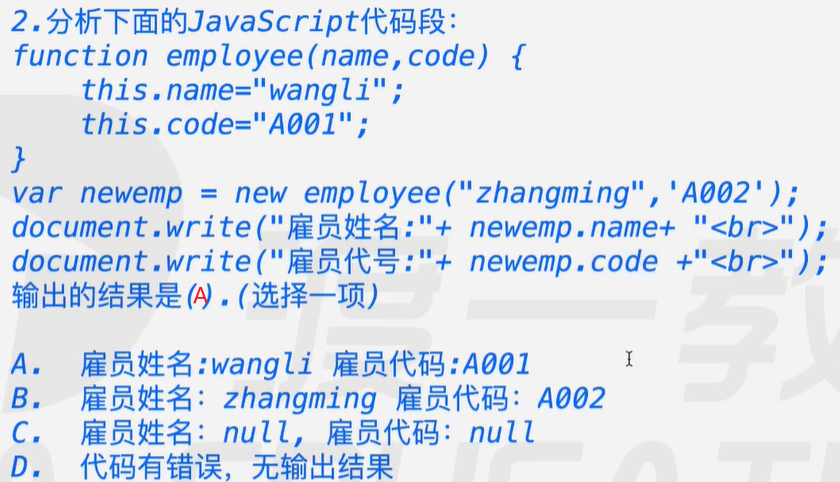 2.分析下面的JavaScript代码段：
function employee(name,code) {
    this.name="wangli";
    this.code="A001";
}
var newemp = new employee("zhangming",'A002');
document.write("雇员姓名:"+ newemp.name+ "<br>");
document.write("雇员代号:"+ newemp.code +"<br>");
输出的结果是(A).(选择一项)
A.  雇员姓名:wangli 雇员代码:A001
B.  雇员姓名：zhangming 雇员代码：A002
C.  雇员姓名：null, 雇员代码：null
D.  代码有错误，无输出结果
渡一教